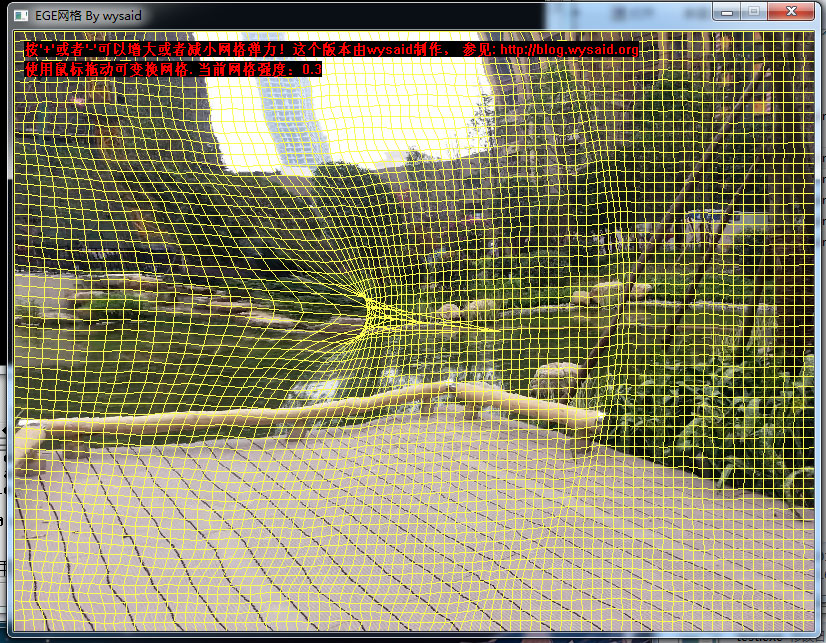 EGE网格 By wysaid
按'+'或者'-'可以增大或者减小网格弹力！这个版本由wysaid制作。 参见: http://blog.wysaid.org
使用鼠标拖动可变换网格. 当前网格强度： 0.3